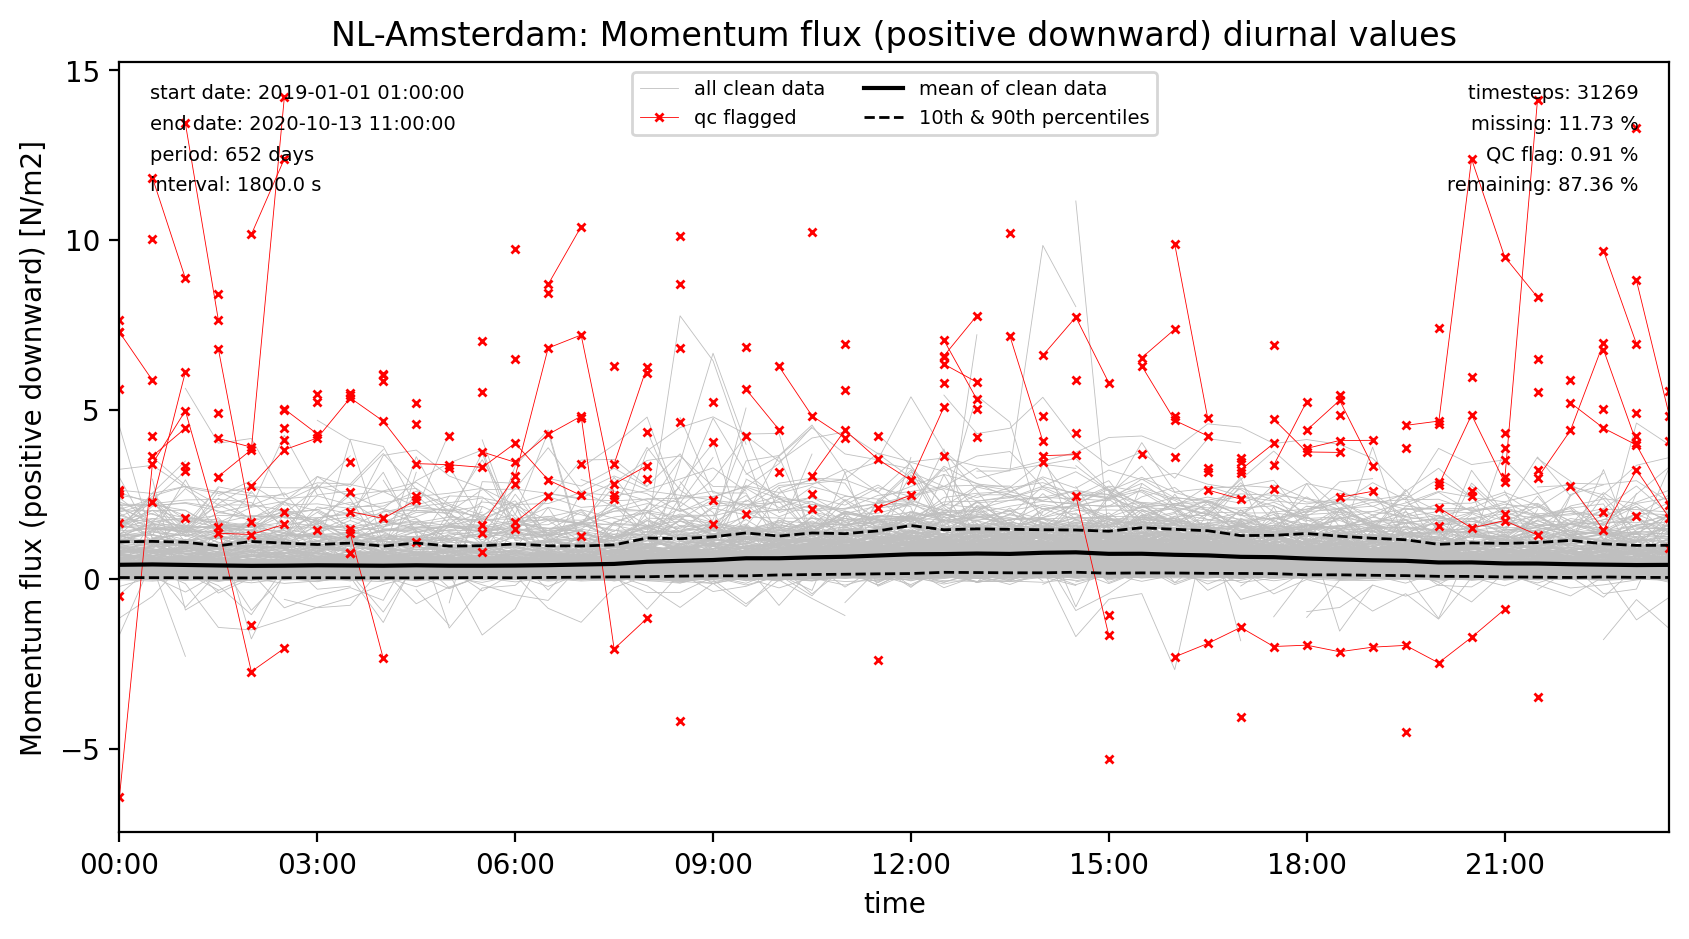 NL-Amsterdam: Momentum flux (positive downward) diurnal values
start date: 2019-01-01 01:00:00
end date: 2020-10-13 11:00:00
period: 652 days
interval: 1800.0 s
all clean data
qc flagged
mean of clean data
10th & 90th percentiles
timesteps: 31269
missing: 11.73 %
QC flag: 0.91 %
remaining: 87.36 %
Momentum flux (positive downward) [N/m2]
15
10
5
0
−5
00:00
03:00
06:00
09:00
12:00
15:00
18:00
21:00
time